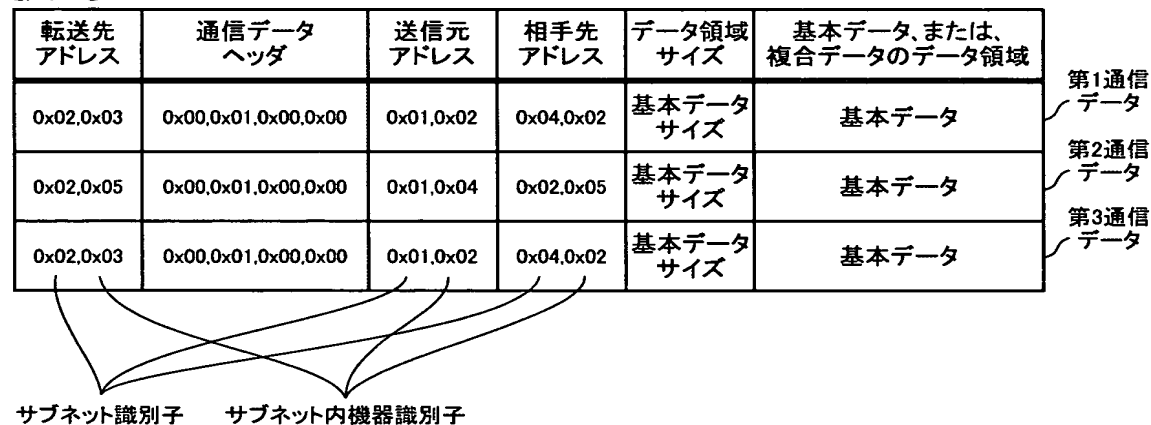 転送先 アドレス 通信データ ヘッダ 送信元 アドレス 相手先 アドレス データ領域 サイズ 基本データ、または、 複合データのデータ領域
0x02,0x03 0x00,0x01,0x00,0x00 0x01,0x02 0x04,0x02 基本データ サイズ 基本データ 第1通信 データ
0x02,0x05 0x00,0x01,0x00,0x00 0x01,0x04 0x02,0x05 基本データ サイズ 基本データ 第2通信 データ
0x02,0x03 0x00,0x01,0x00,0x00 0x01,0x02 0x04,0x02 基本データ サイズ 基本データ 第3通信 データ
サブネット識別子 サブネット内機器識別子